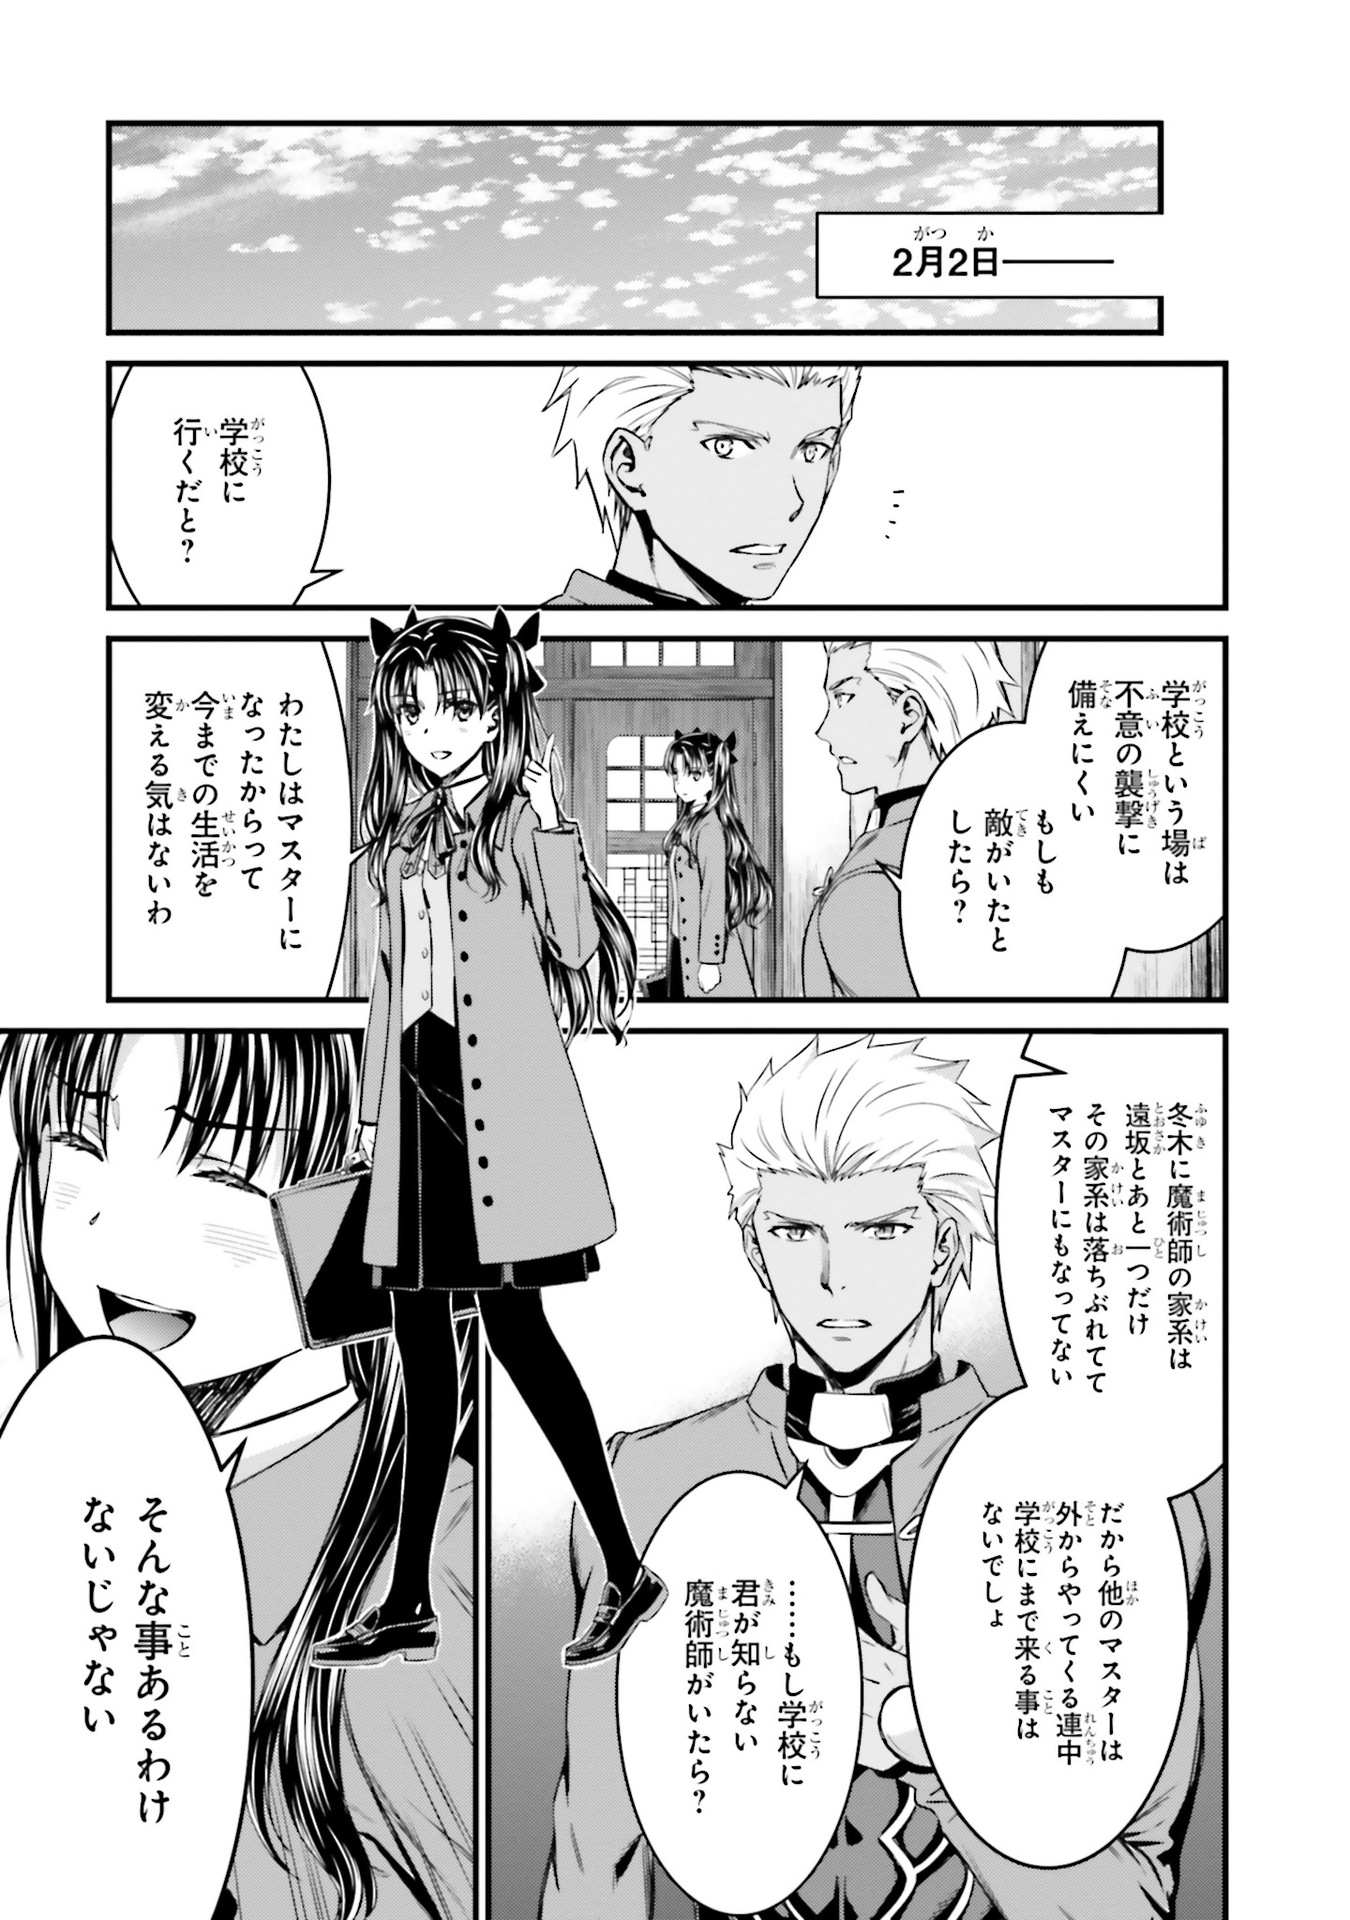 2月2日――
学校に
行くだと?
学校という場は
不意の襲撃に
備えにくい
もしも
敵がいたと
したら?
わたしはマスターに
なったからって
今までの生活を
変える気はないわ
冬木に魔術師の家系は
遠坂とあと一つだけ
その家系は落ちぶれてて
マスターにもなってない
だから他のマスターは
外からやってくる連中
学校にまで来る事は
ないでしょ
……もし学校に
君が知らない
魔術師がいたら?
そんな事あるわけ
ないじゃない